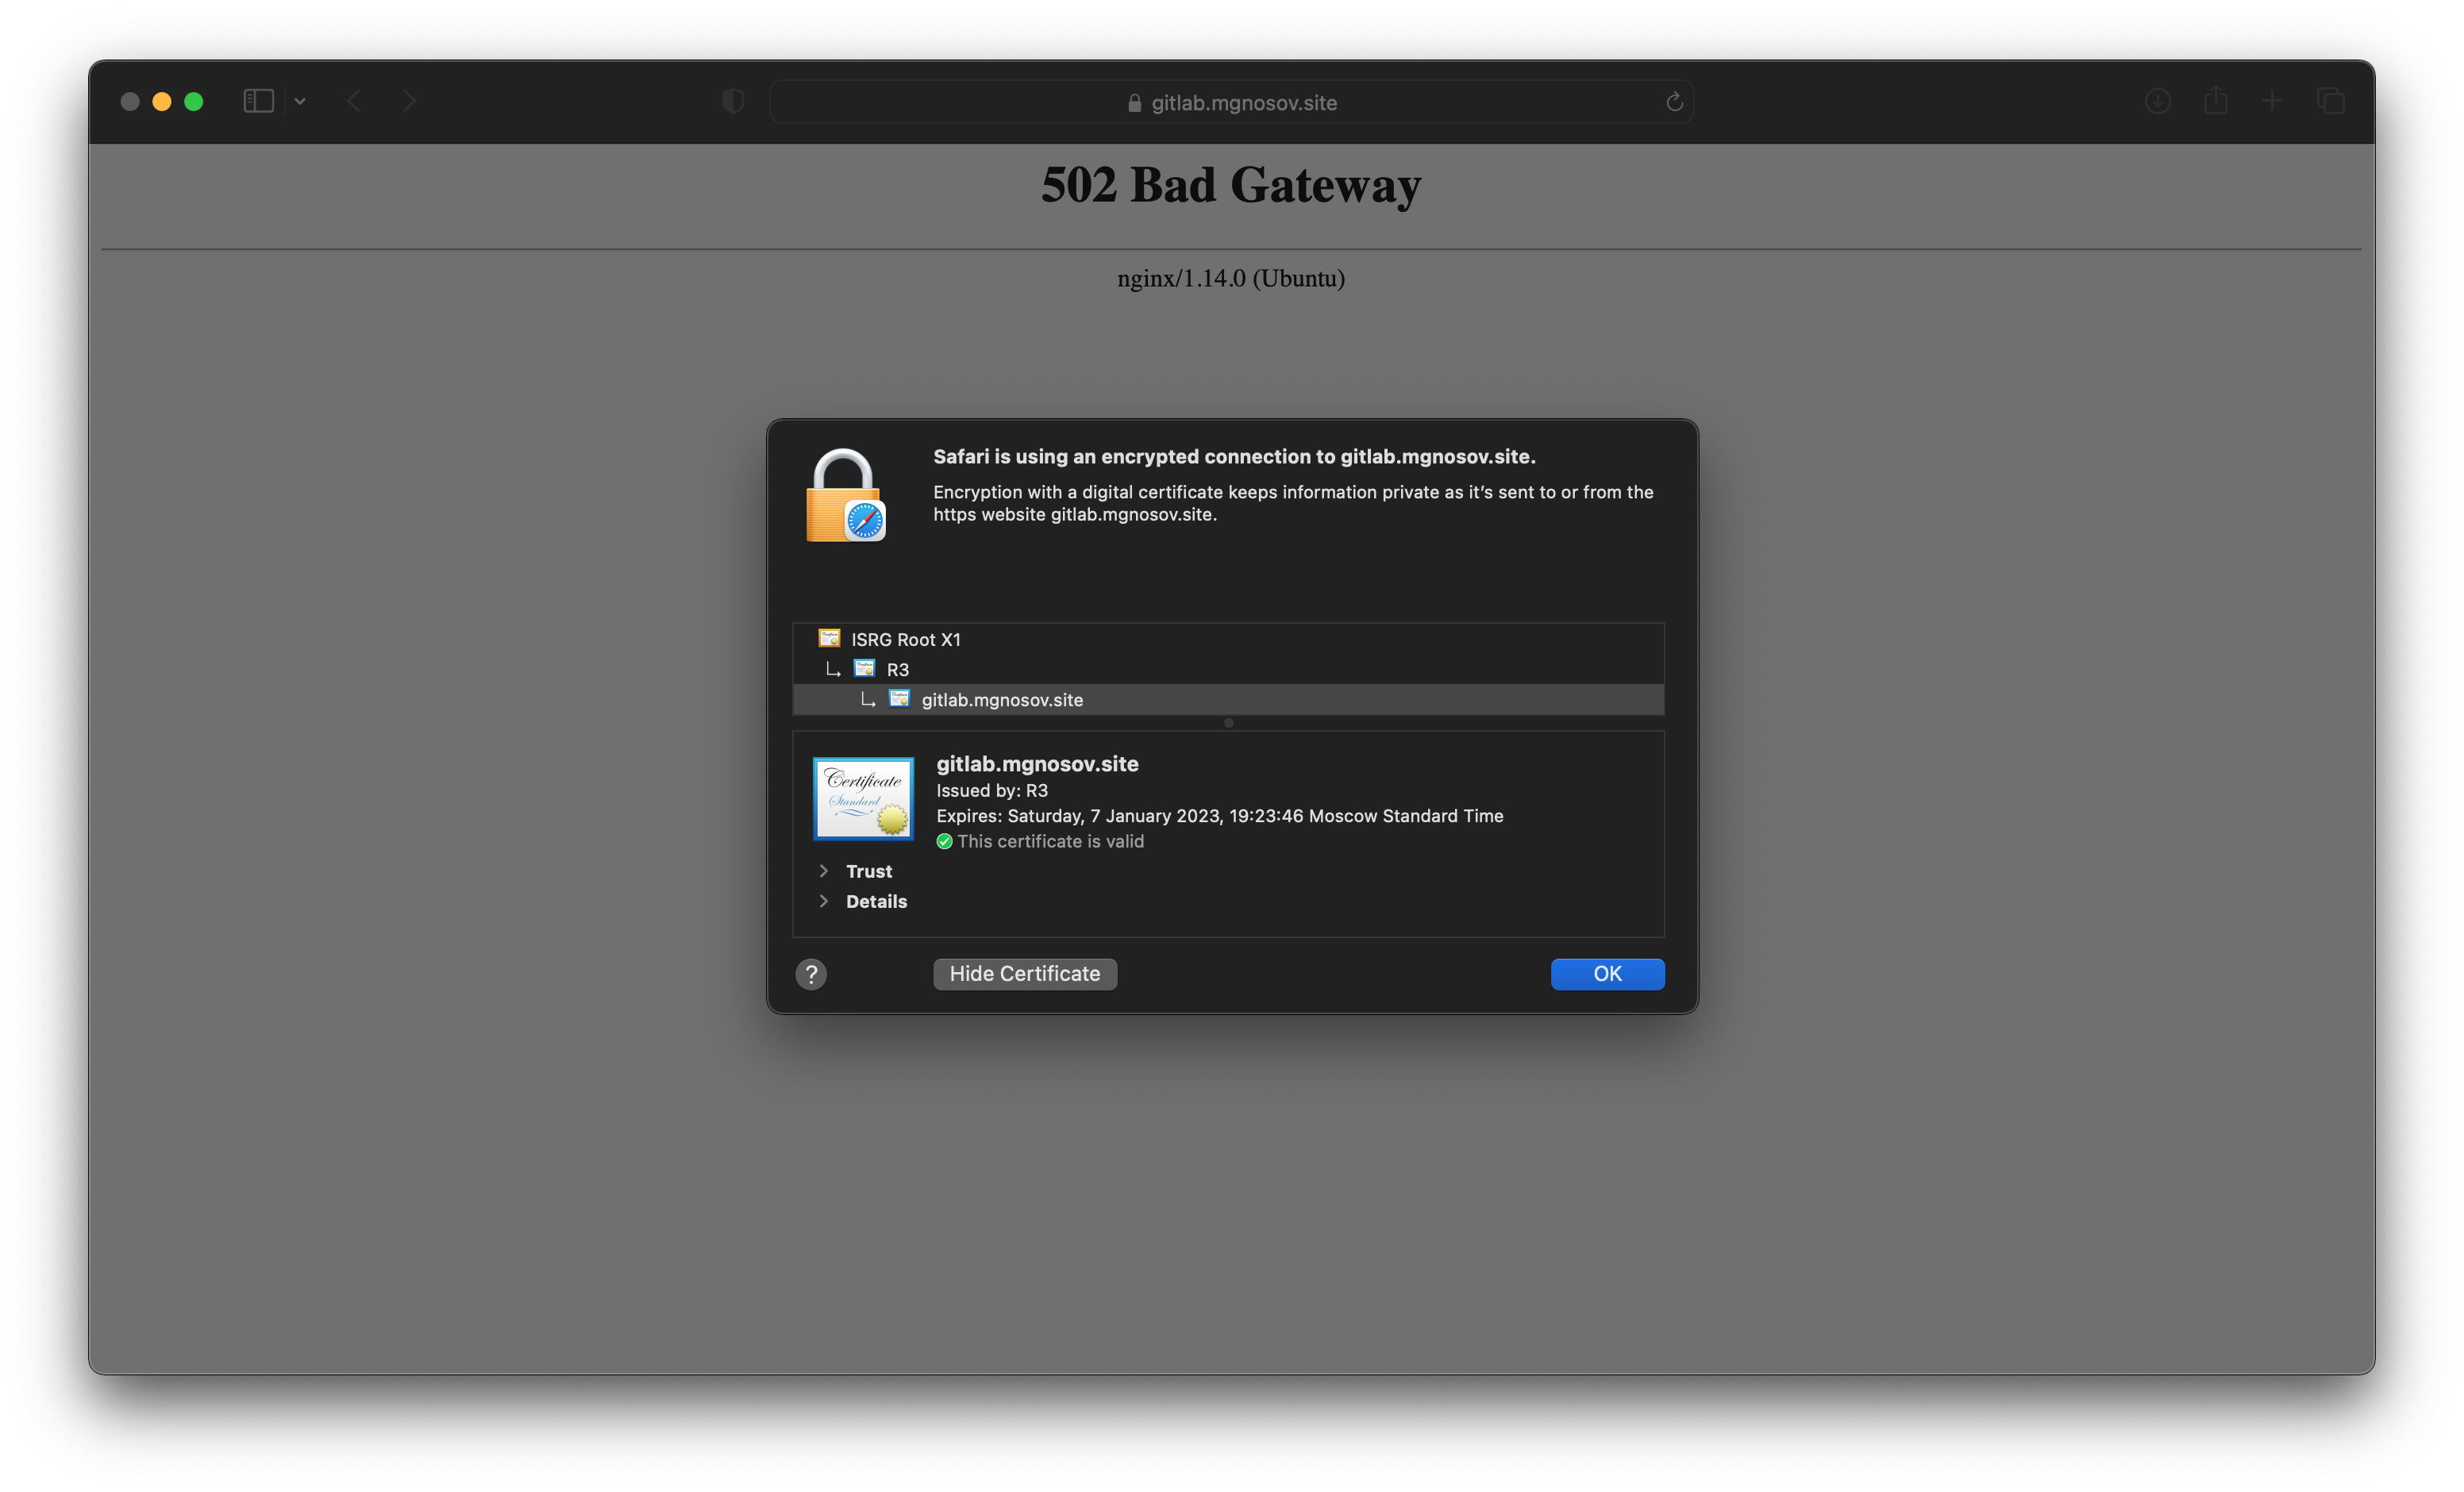 gitlab.mgnosov.site
502 Bad Gateway
nginx/1.14.0 (Ubuntu)
Safari is using an encrypted connection to gitlab.mgnosov.site.
Encryption with a digital certificate keeps information private as it’s sent to or from the
https website gitlab.mgnosov.site.
ISRG Root X1
R3
gitlab.mgnosov.site
Certificate
Standard
gitlab.mgnosov.site
Issued by: R3
Expires: Saturday, 7 January 2023, 19:23:46 Moscow Standard Time
This certificate is valid
Trust
Details
?
Hide Certificate
OK